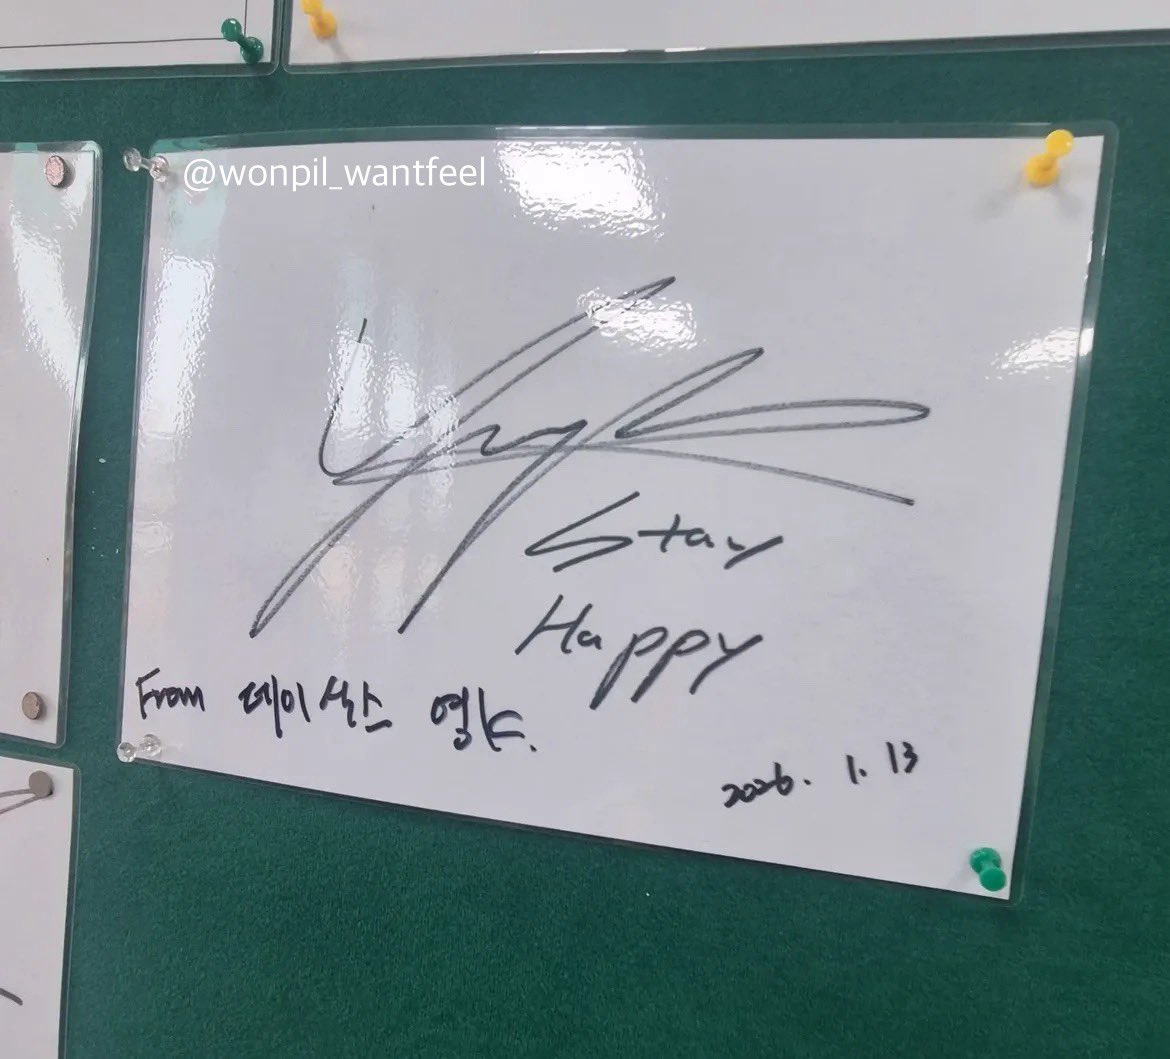 @wonpil_wantfeel
Stay
Happy
From 데이식스 영K.
2026. 1. 13